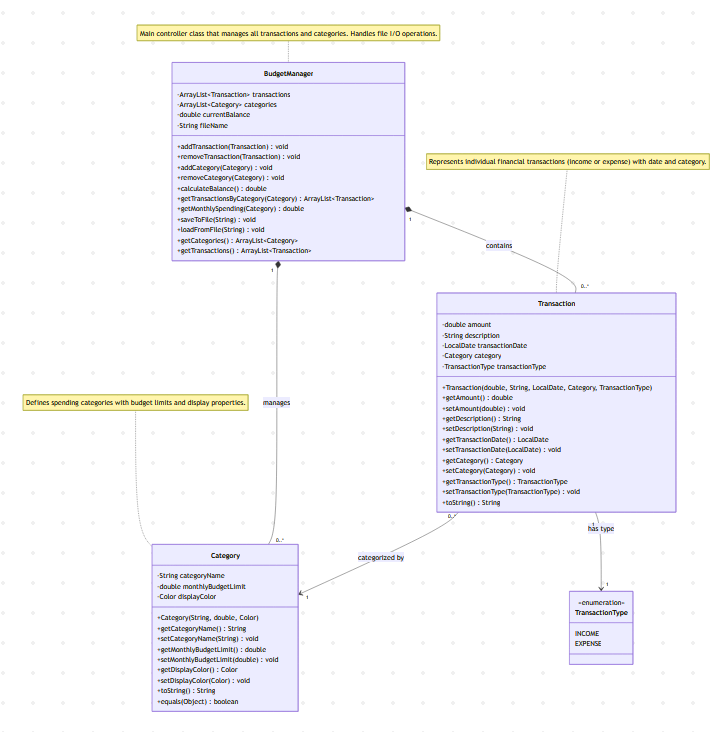 Main controller class that manages all transactions and categories. Handles file I/O operations.
BudgetManager
-ArrayList<Transaction> transactions
-ArrayList<Category> categories
-double currentBalance
-String fileName
+addTransaction(Transaction) : void
+removeTransaction(Transaction) : void
+addCategory(Category) : void
+removeCategory(Category) : void
+calculateBalance() : double
+getTransactionsByCategory(Category) : ArrayList<Transaction>
+getMonthlySpending(Category) : double
+saveToFile(String) : void
+loadFromFile(String) : void
+getCategories() : ArrayList<Category>
+getTransactions() : ArrayList<Transaction>
Represents individual financial transactions (income or expense) with date and category.
1
contains
0..*
1
manages
0..*
Transaction
-double amount
-String description
-LocalDate transactionDate
-Category category
-TransactionType transactionType
+Transaction(double, String, LocalDate, Category, TransactionType)
+getAmount() : double
+setAmount(double) : void
+getDescription() : String
+setDescription(String) : void
+getTransactionDate() : LocalDate
+setTransactionDate(LocalDate) : void
+getCategory() : Category
+setCategory(Category) : void
+getTransactionType() : TransactionType
+setTransactionType(TransactionType) : void
+toString() : String
Defines spending categories with budget limits and display properties.
0..*
categorized by
1
1
has type
1
Category
-String categoryName
-double monthlyBudgetLimit
-Color displayColor
+Category(String, double, Color)
+getCategoryName() : String
+setCategoryName(String) : void
+getMonthlyBudgetLimit() : double
+setMonthlyBudgetLimit(double) : void
+getDisplayColor() : Color
+setDisplayColor(Color) : void
+toString() : String
+equals(Object) : boolean
«enumeration»
TransactionType
INCOME
EXPENSE